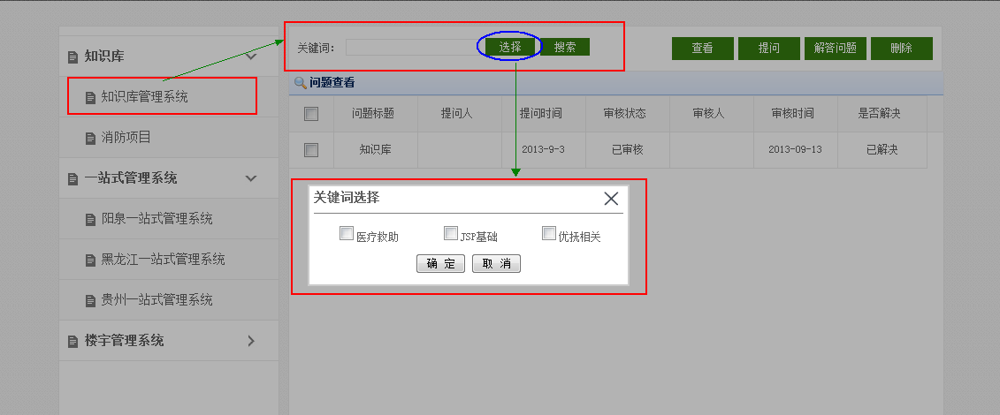 知识库
知识库管理系统
消防项目
一站式管理系统
阳泉一站式管理系统
黑龙江一站式管理系统
贵州一站式管理系统
楼宇管理系统
关键词： 选择 搜索 查看 提问 解答问题 删除
问题查看
问题标题 提问人 提问时间 审核状态 审核人 审核时间 是否解决
知识库 2013-9-3 已审核 2013-09-13 已解决
关键词选择
医疗救助 JSP基础 优抚相关
确 定 取 消